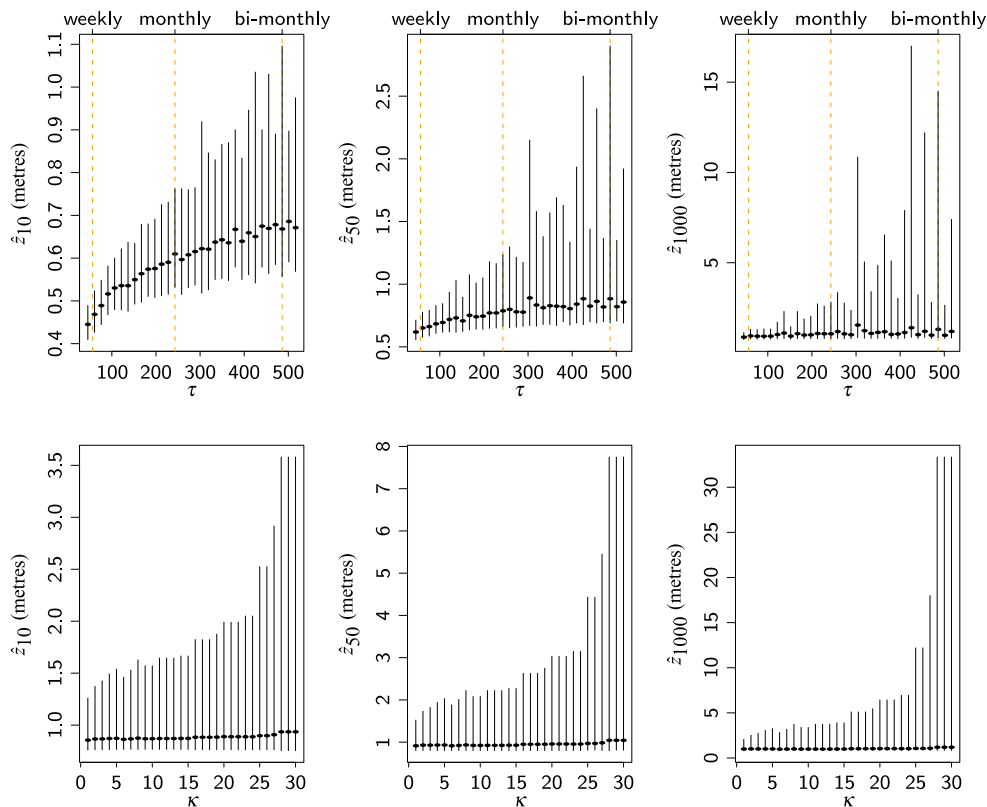 weekly monthly bi-monthly
weekly monthly bi-monthly
weekly monthly bi-monthly
ẑ10 (metres)
0.4 0.5 0.6 0.7 0.8 0.9 1.0 1.1
100 200 300 400 500
τ
ẑ50 (metres)
0.5 1.0 1.5 2.0 2.5
100 200 300 400 500
τ
ẑ1000 (metres)
5 10 15
100 200 300 400 500
τ
ẑ10 (metres)
1.0 1.5 2.0 2.5 3.0 3.5
0 5 10 15 20 25 30
κ
ẑ50 (metres)
1 2 3 4 5 6 7 8
0 5 10 15 20 25 30
κ
ẑ1000 (metres)
0 5 10 15 20 25 30
0 5 10 15 20 25 30
κ